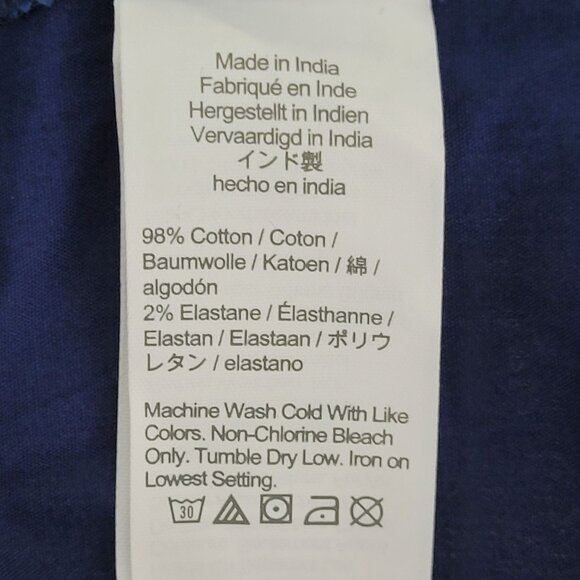 Made in India
Fabriqué en Inde
Hergestellt in Indien
Vervaardigd in India
インド製
hecho en india
98% Cotton / Coton /
Baumwolle / Katoen / 綿 /
algodón
2% Elastane / Élasthanne /
Elastan / Elastaan / ポリウ
レタン / elastano
Machine Wash Cold With Like
Colors. Non-Chlorine Bleach
Only. Tumble Dry Low. Iron on
Lowest Setting.
30